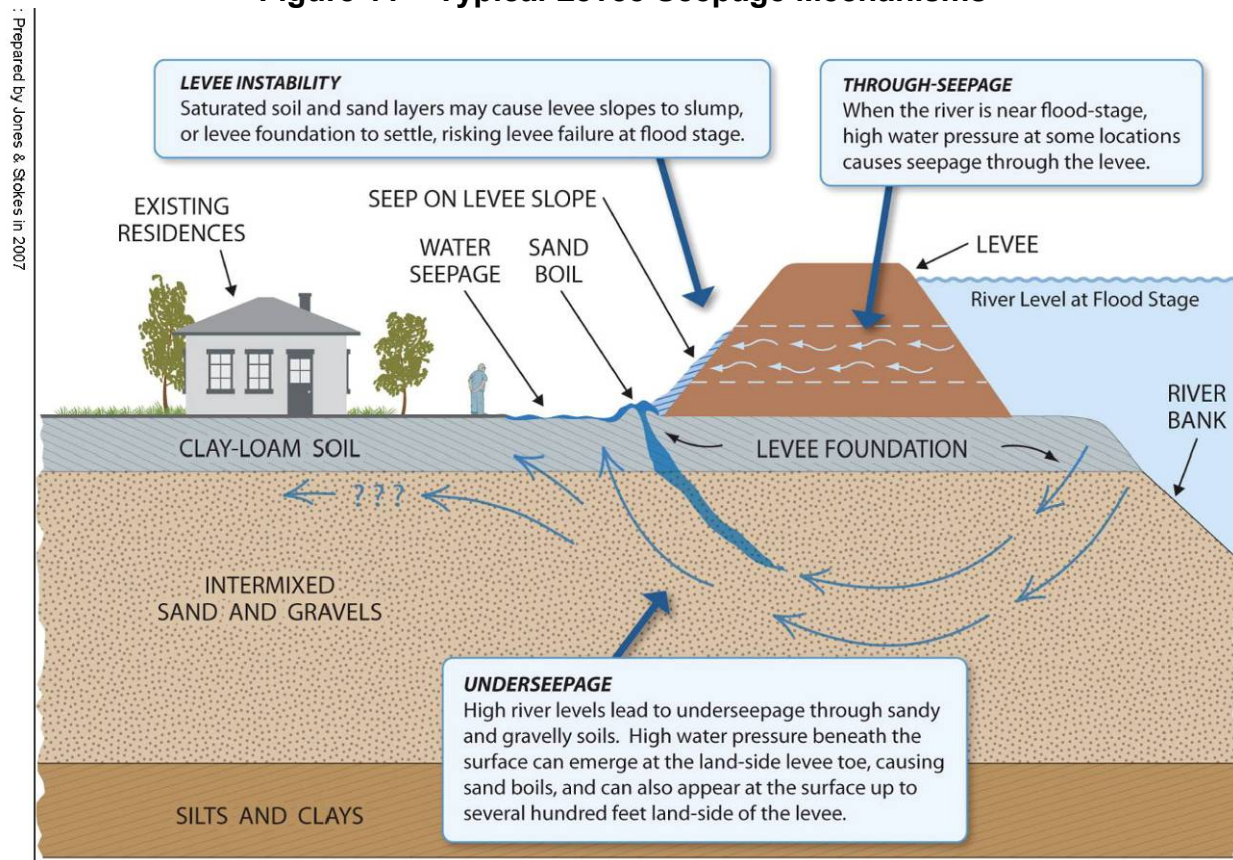 : Prepared by Jones & Stokes in 2007
LEVEE INSTABILITY
Saturated soil and sand layers may cause levee slopes to slump,
or levee foundation to settle, risking levee failure at flood stage.
THROUGH-SEEPAGE
When the river is near flood-stage,
high water pressure at some locations
causes seepage through the levee.
EXISTING
RESIDENCES
SEEP ON LEVEE SLOPE
WATER
SEEPAGE
SAND
BOIL
LEVEE
River Level at Flood Stage
RIVER
BANK
CLAY-LOAM SOIL
LEVEE FOUNDATION
???
INTERMIXED
SAND AND GRAVELS
UNDERSEEPAGE
High river levels lead to underseepage through sandy
and gravelly soils. High water pressure beneath the
surface can emerge at the land-side levee toe, causing
sand boils, and can also appear at the surface up to
several hundred feet land-side of the levee.
SILTS AND CLAYS